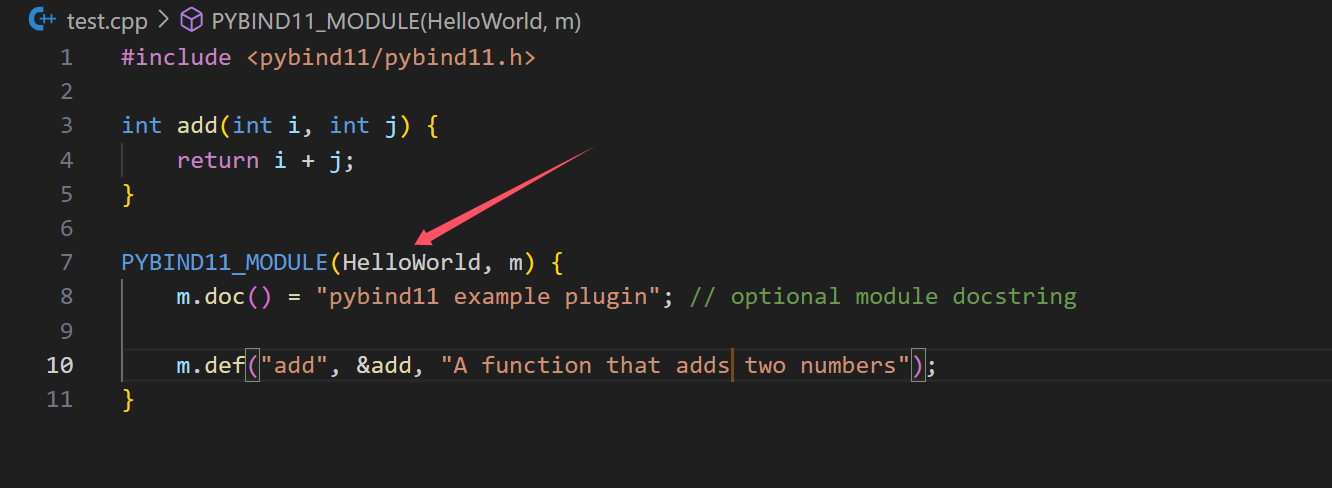 test.cpp > PYBIND11_MODULE(HelloWorld, m)
1 #include <pybind11/pybind11.h>
2
3 int add(int i, int j) {
4     return i + j;
5 }
6
7 PYBIND11_MODULE(HelloWorld, m) {
8     m.doc() = "pybind11 example plugin"; // optional module docstring
9
10     m.def("add", &add, "A function that adds two numbers");
11 }